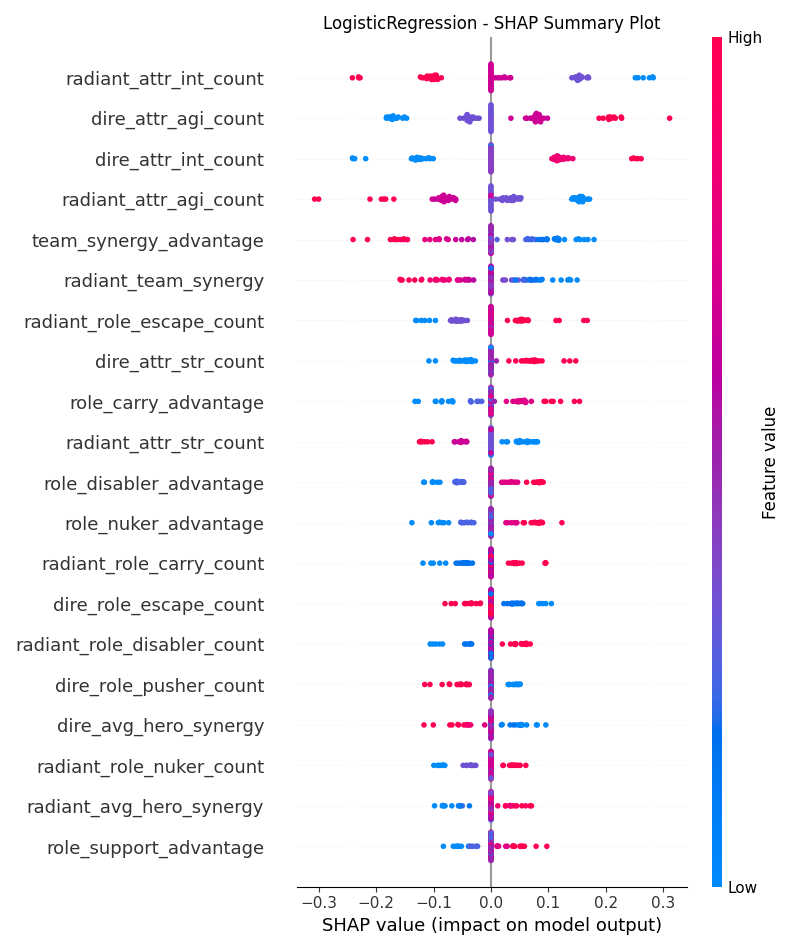 LogisticRegression - SHAP Summary Plot
High
radiant_attr_int_count
dire_attr_agi_count
dire_attr_int_count
radiant_attr_agi_count
team_synergy_advantage
radiant_team_synergy
radiant_role_escape_count
dire_attr_str_count
role_carry_advantage
radiant_attr_str_count
role_disabler_advantage
role_nuker_advantage
radiant_role_carry_count
dire_role_escape_count
radiant_role_disabler_count
dire_role_pusher_count
dire_avg_hero_synergy
radiant_role_nuker_count
radiant_avg_hero_synergy
role_support_advantage
Feature value
Low
−0.3 −0.2 −0.1 0.0 0.1 0.2 0.3
SHAP value (impact on model output)